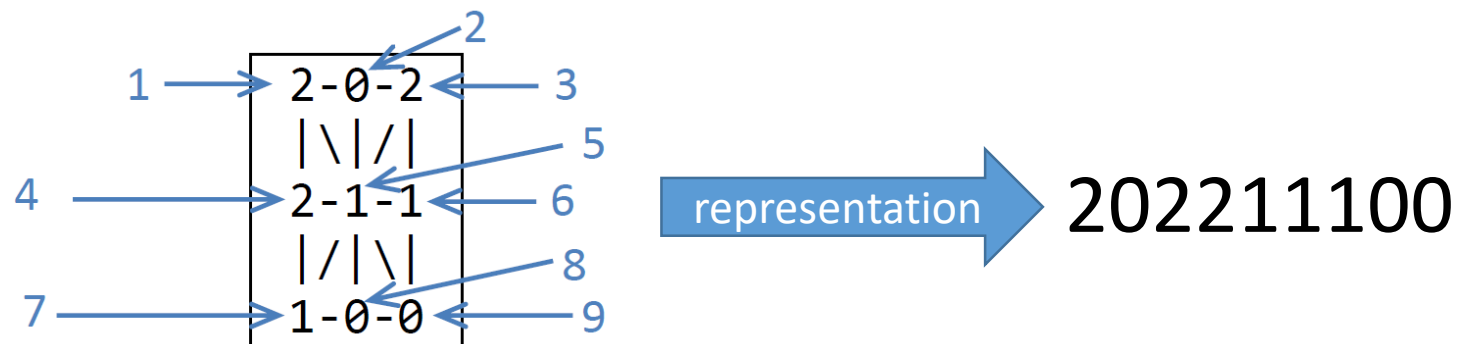 2
1 2-0-2 3
|\|/|
5
4 2-1-1 6
representation 202211100
|/|\|
8
7 1-0-0 9